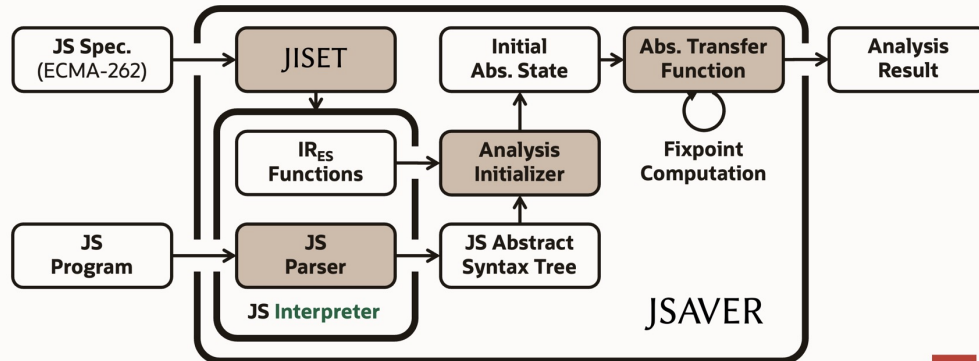 JS Spec.
(ECMA-262)
JISET
Initial
Abs. State
Abs. Transfer
Function
Analysis
Result
IRES
Functions
Analysis
Initializer
Fixpoint
Computation
JS
Program
JS
Parser
JS Abstract
Syntax Tree
JS Interpreter
JSAVER